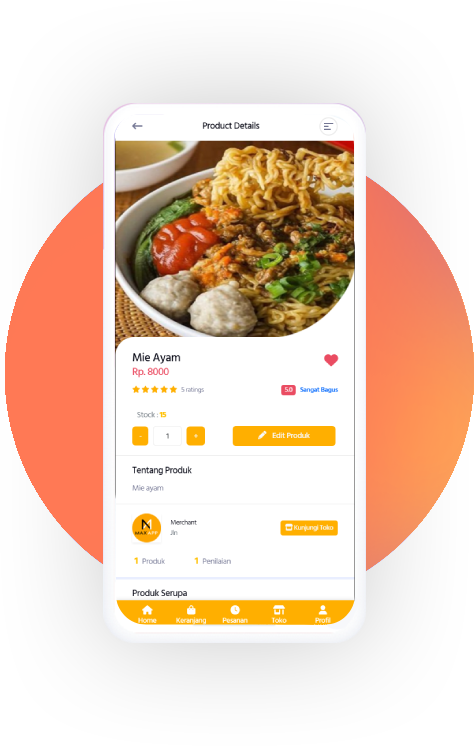 Product Details
Mie Ayam
Rp. 8000
5 ratings
5.0 Sangat Bagus
Stock : 15
- 1 + Edit Produk
Tentang Produk
Mie ayam
Merchant
Jin
Kunjungi Toko
1 Produk 1 Penilaian
Produk Serupa
Home Keranjang Pesanan Toko Profil